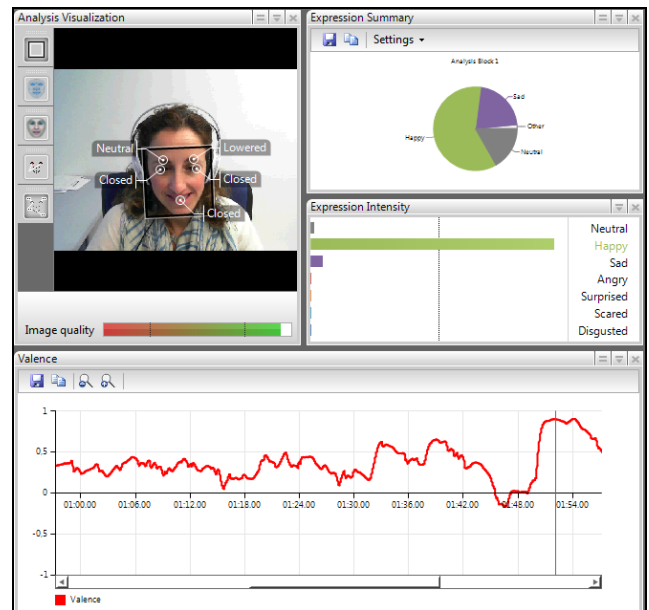 Analysis Visualization
Neutral
Lowered
Closed
Closed
Closed
Image quality
Expression Summary
Settings
Analysis Block 1
Sad
Other
Happy
Neutral
Expression Intensity
Neutral
Happy
Sad
Angry
Surprised
Scared
Disgusted
Valence
1
0.5
0
-0.5
-1
01:00.00 01:06.00 01:12.00 01:18.00 01:24.00 01:30.00 01:36.00 01:42.00 01:48.00 01:54.00
Valence